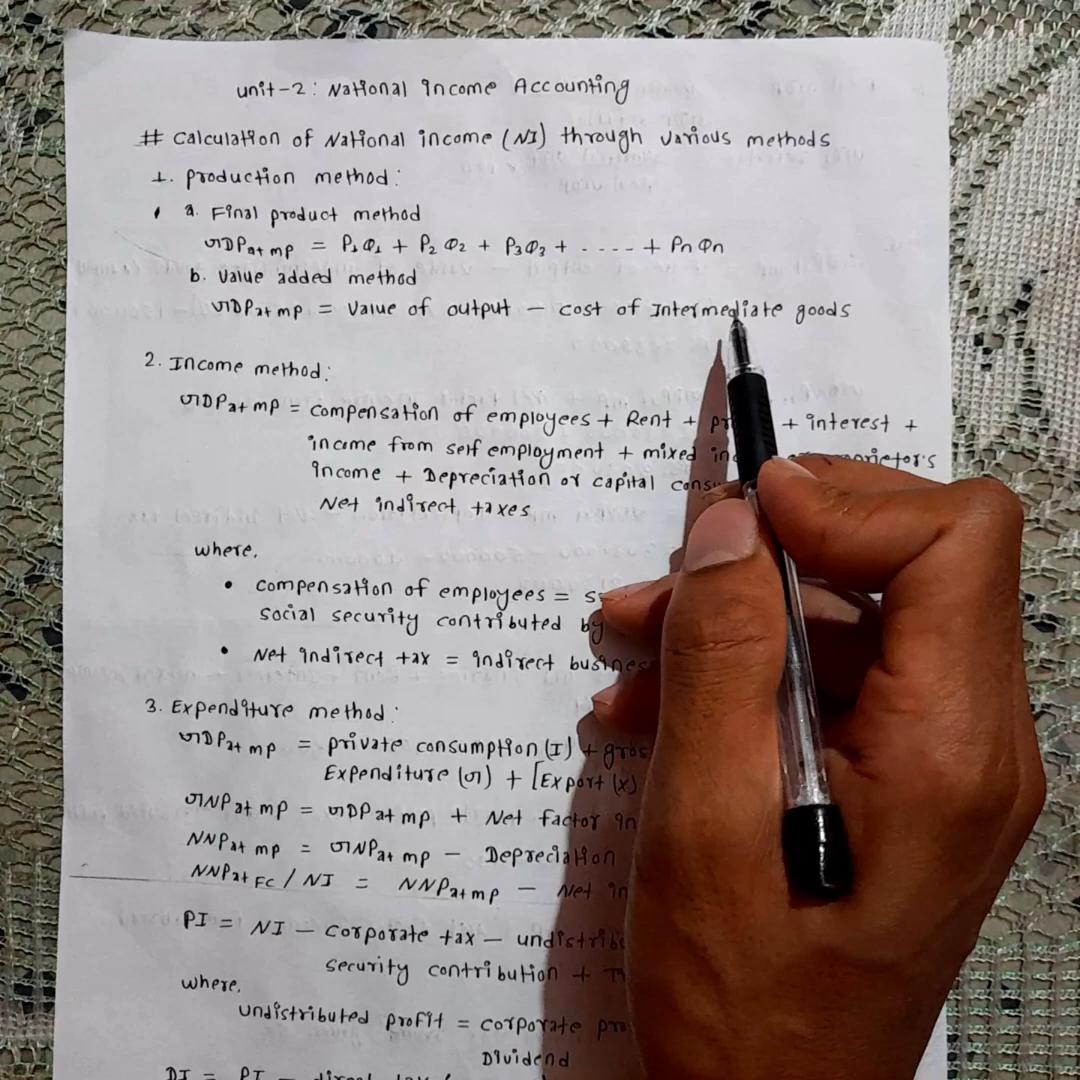 unit-2: National Income Accounting
# Calculation of National income (NI) through various methods
1. Production method:
a. Final product method
GDPat mp = P1Q1 + P2Q2 + P3Q3 + ..... + PnQn
b. Value added method
GDPat mp = Value of output - cost of Intermediate goods
2. Income method:
GDPat mp = compensation of employees + Rent + + interest +
income from self employment + mixed
income + Depreciation or capital
Net indirect taxes
where,
• compensation of employees =
social security contributed by
• Net indirect tax = indirect
3. Expenditure method:
GDPat mp = private consumption (I) +
Expenditure (G) + [Export (X)
GNPat mp = GDPat mp + Net factor
NNPat mp = GNPat mp - Depreciation
NNPat FC / NI = NNPat mp - Net
PI = NI - corporate tax -
security contribution +
where,
undistributed profit = corporate
Dividend
DI = PI - direct tax